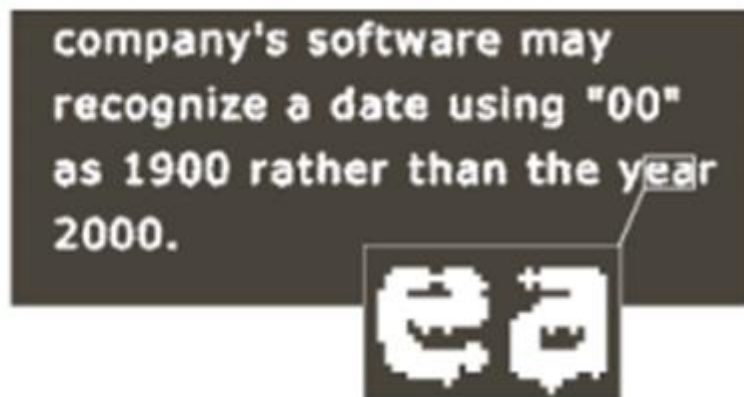 company's software may
recognize a date using "00"
as 1900 rather than the year
2000.
ea